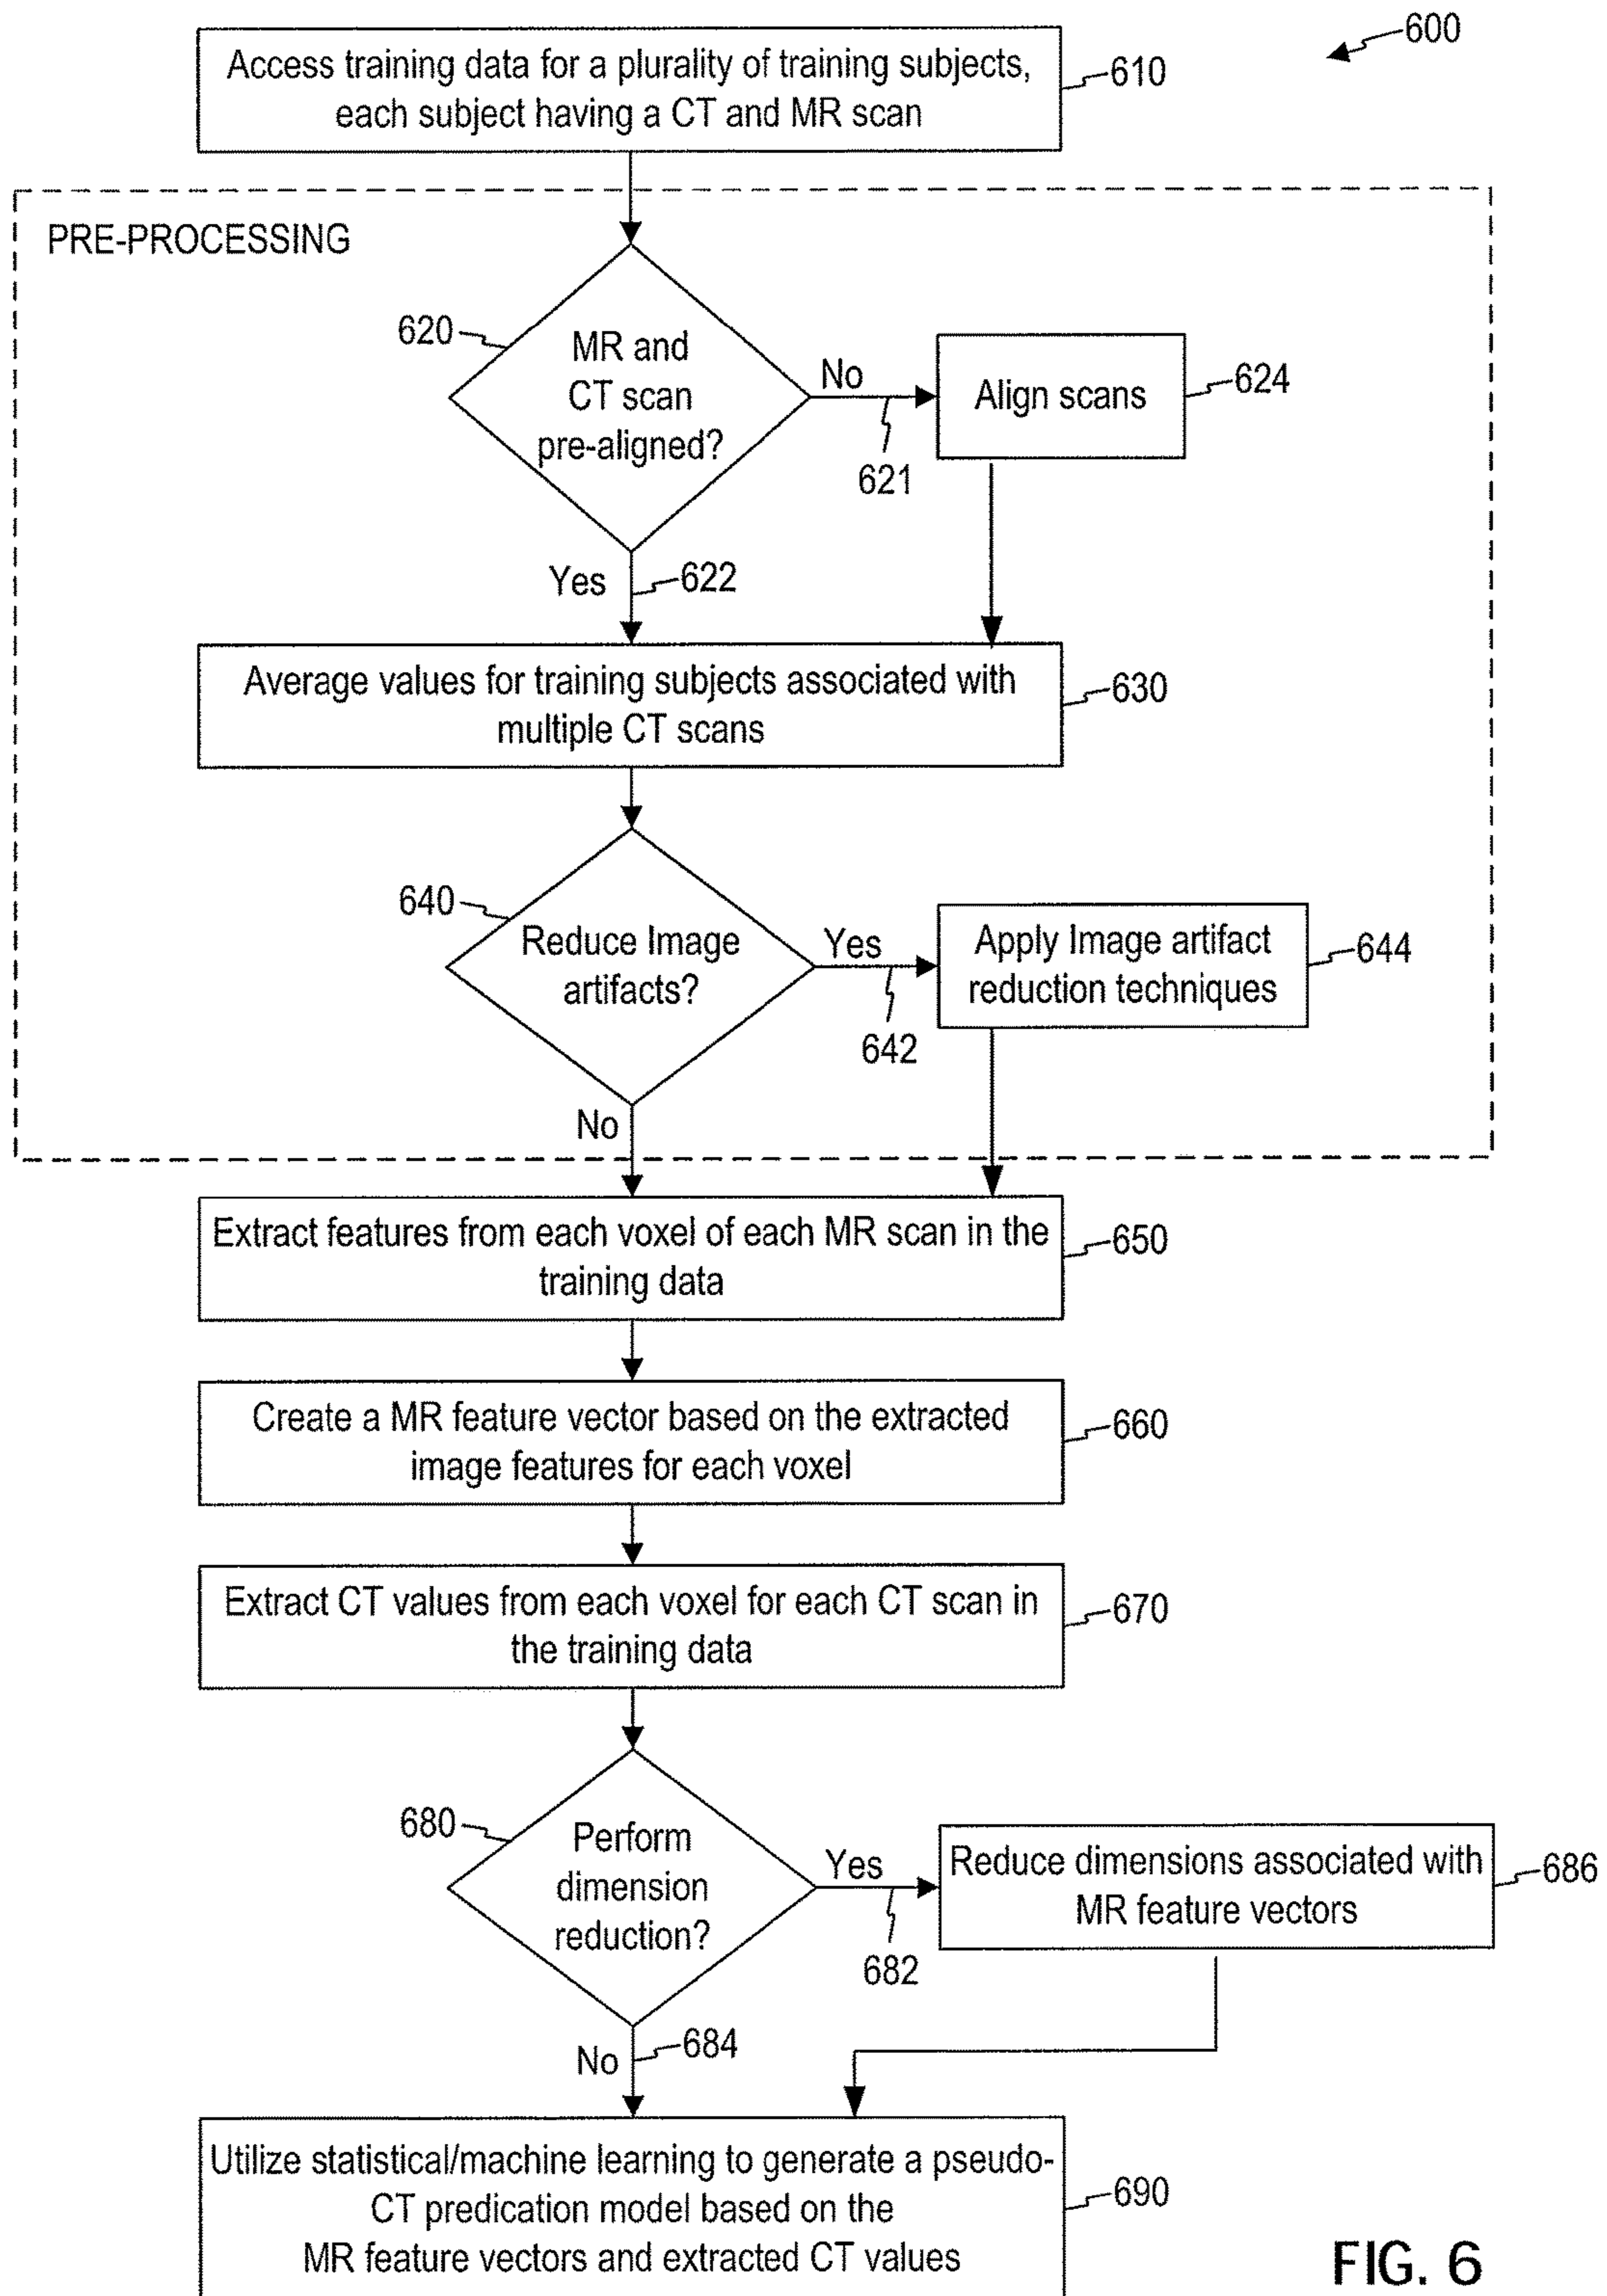 600
Access training data for a plurality of training subjects,
each subject having a CT and MR scan
610
PRE-PROCESSING
620
MR and
CT scan
pre-aligned?
No
621
Align scans
624
Yes
622
Average values for training subjects associated with
multiple CT scans
630
640
Reduce Image
artifacts?
Yes
642
Apply Image artifact
reduction techniques
644
No
Extract features from each voxel of each MR scan in the
training data
650
Create a MR feature vector based on the extracted
image features for each voxel
660
Extract CT values from each voxel for each CT scan in
the training data
670
680
Perform
dimension
reduction?
Yes
682
Reduce dimensions associated with
MR feature vectors
686
No
684
Utilize statistical/machine learning to generate a pseudo-
CT predication model based on the
MR feature vectors and extracted CT values
690
FIG. 6